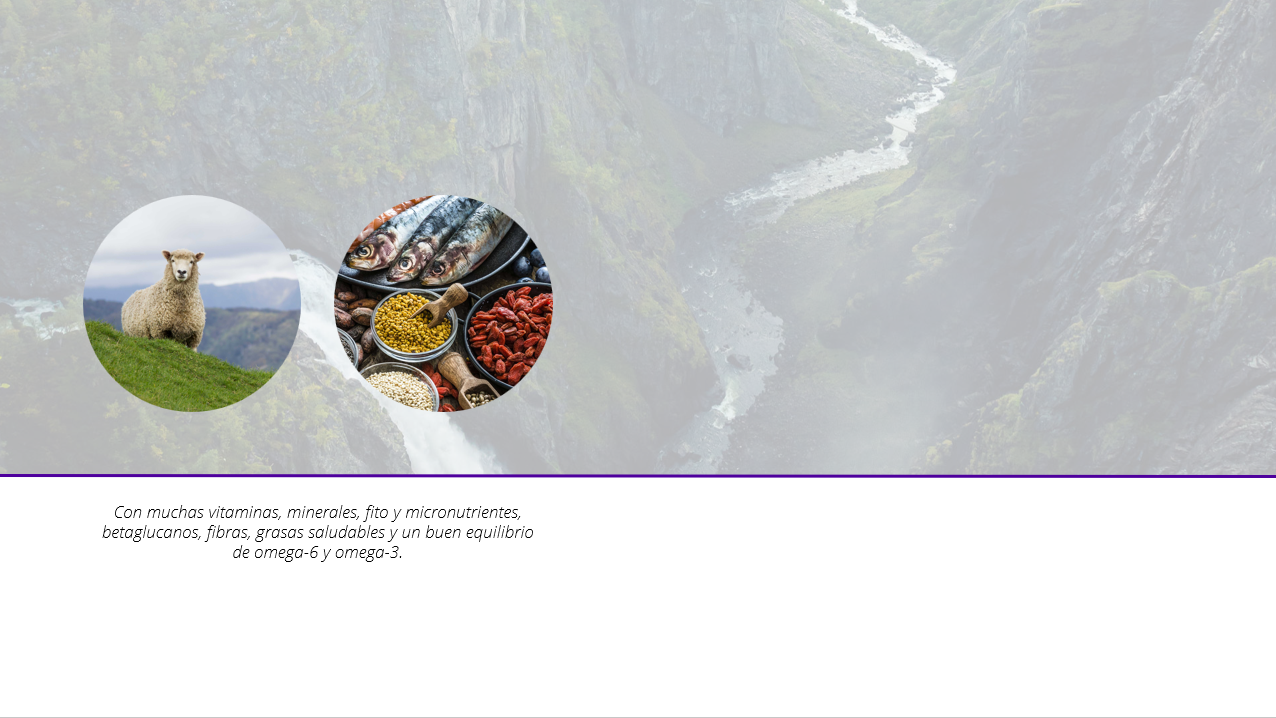 Con muchas vitaminas, minerales, fito y micronutrientes,
betaglucanos, fibras, grasas saludables y un buen equilibrio
de omega-6 y omega-3.